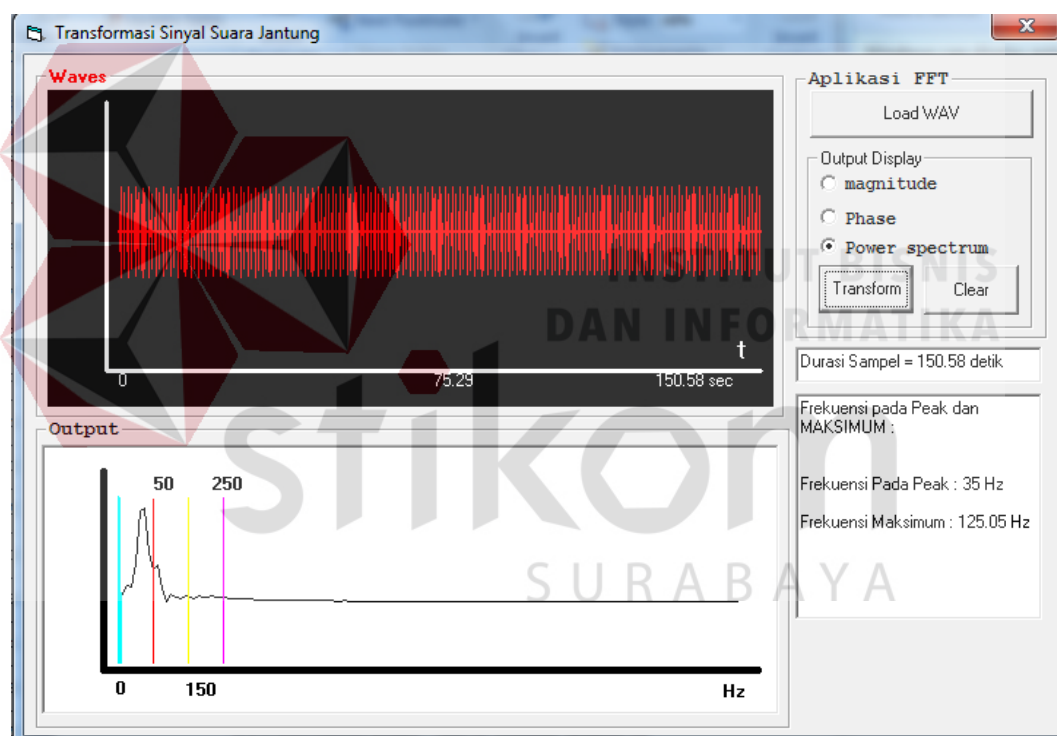 Transformasi Sinyal Suara Jantung
Waves
t
0 75.29 150.58 sec
Output
50 250
0 150 Hz
Aplikasi FFT
Load WAV
Output Display
magnitude
Phase
Power spectrum
Transform Clear
Durasi Sampel = 150.58 detik
Frekuensi pada Peak dan
MAKSIMUM :
Frekuensi Pada Peak : 35 Hz
Frekuensi Maksimum : 125.05 Hz
INSTITUT BISNIS
DAN INFORMATIKA
stikom
SURABAYA